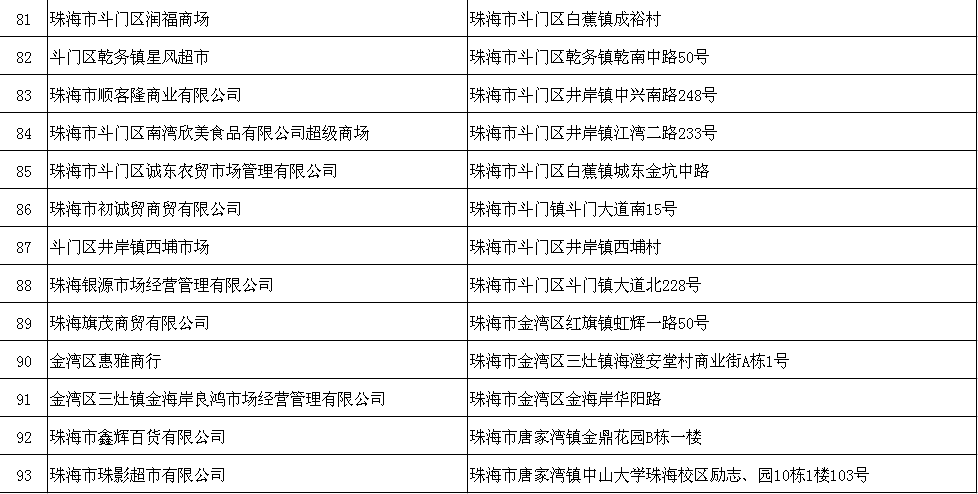 81 珠海市斗门区润福商场 珠海市斗门区白蕉镇成裕村
82 斗门区乾务镇星风超市 珠海市斗门区乾务镇乾南中路50号
83 珠海市顺客隆商业有限公司 珠海市斗门区井岸镇中兴南路248号
84 珠海市斗门区南湾欣美食品有限公司超级商场 珠海市斗门区井岸镇江湾二路233号
85 珠海市斗门区诚东农贸市场管理有限公司 珠海市斗门区白蕉镇城东金坑中路
86 珠海市初诚贸商贸有限公司 珠海市斗门镇斗门大道南15号
87 斗门区井岸镇西埔市场 珠海市斗门区井岸镇西埔村
88 珠海银源市场经营管理有限公司 珠海市斗门区斗门镇大道北228号
89 珠海旗茂商贸有限公司 珠海市金湾区红旗镇虹辉一路50号
90 金湾区惠雅商行 珠海市金湾区三灶镇海澄安堂村商业街A栋1号
91 金湾区三灶镇金海岸良鸿市场经营管理有限公司 珠海市金湾区金海岸华阳路
92 珠海市鑫辉百货有限公司 珠海市唐家湾镇金鼎花园B栋一楼
93 珠海市珠影超市有限公司 珠海市唐家湾镇中山大学珠海校区励志、园10栋1楼103号